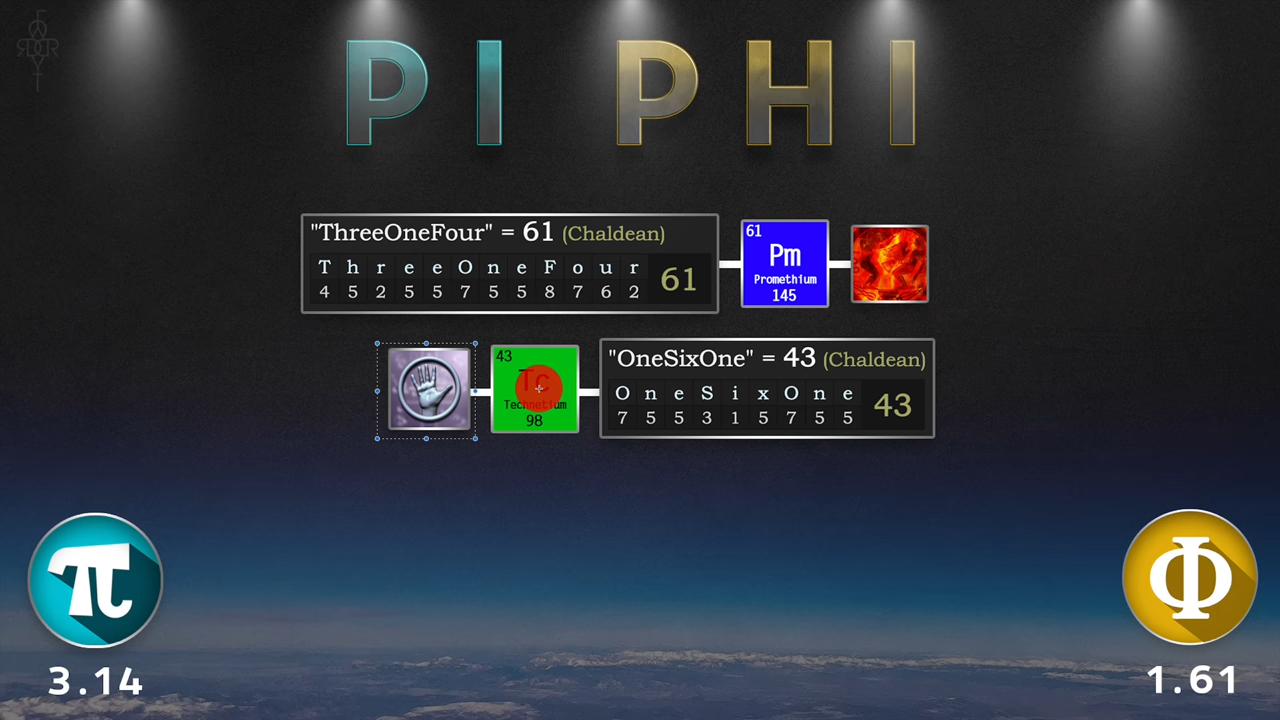 PI PHI
"ThreeOneFour" = 61 (Chaldean)
T h r e e O n e F o u r
4 5 2 5 5 7 5 5 8 7 6 2
61
61
Pm
Promethium
145
43
Tc
Technetium
98
"OneSixOne" = 43 (Chaldean)
O n e S i x O n e
7 5 5 3 1 5 7 5 5
43
π
3.14
Φ
1.61